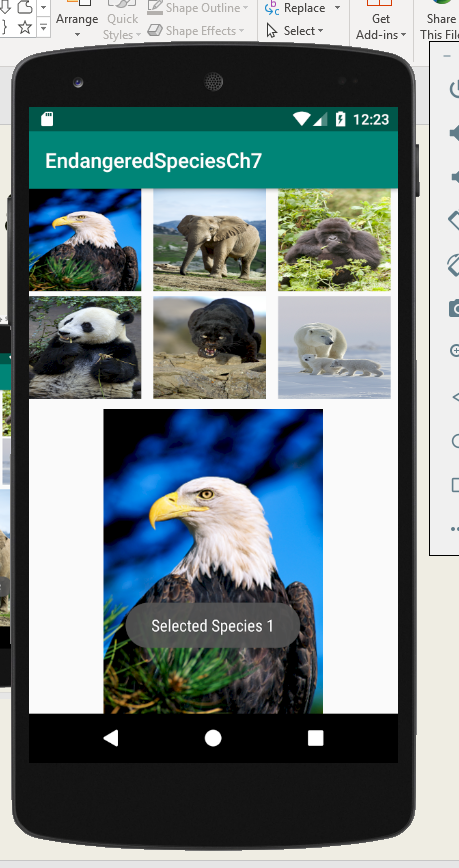 Arrange
Quick
Styles
Shape Outline
Shape Effects
Replace
Select
Get
Add-ins
Share
This File
12:23
EndangeredSpeciesCh7
Selected Species 1